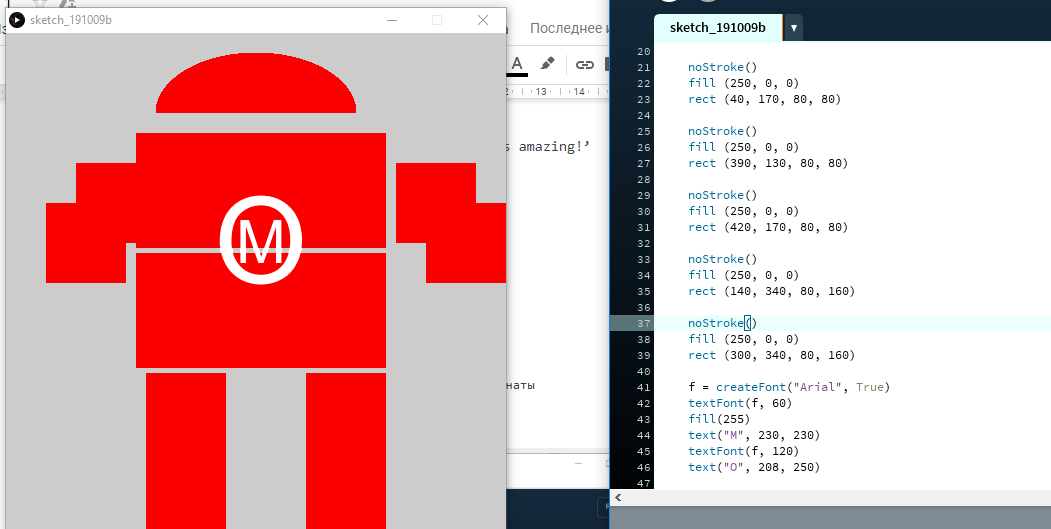 sketch_191009b
M
O
Последнее и
A
13
14
s amazing!’
наты
sketch_191009b
20
21 noStroke()
22 fill (250, 0, 0)
23 rect (40, 170, 80, 80)
24
25 noStroke()
26 fill (250, 0, 0)
27 rect (390, 130, 80, 80)
28
29 noStroke()
30 fill (250, 0, 0)
31 rect (420, 170, 80, 80)
32
33 noStroke()
34 fill (250, 0, 0)
35 rect (140, 340, 80, 160)
36
37 noStroke()
38 fill (250, 0, 0)
39 rect (300, 340, 80, 160)
40
41 f = createFont("Arial", True)
42 textFont(f, 60)
43 fill(255)
44 text("M", 230, 230)
45 textFont(f, 120)
46 text("O", 208, 250)
47